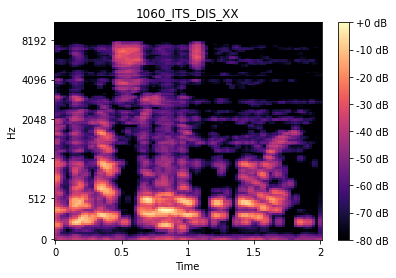 1060_ITS_DIS_XX
8192
4096
2048
1024
512
0
Hz
0
0.5
1
1.5
2
Time
+0 dB
-10 dB
-20 dB
-30 dB
-40 dB
-50 dB
-60 dB
-70 dB
-80 dB